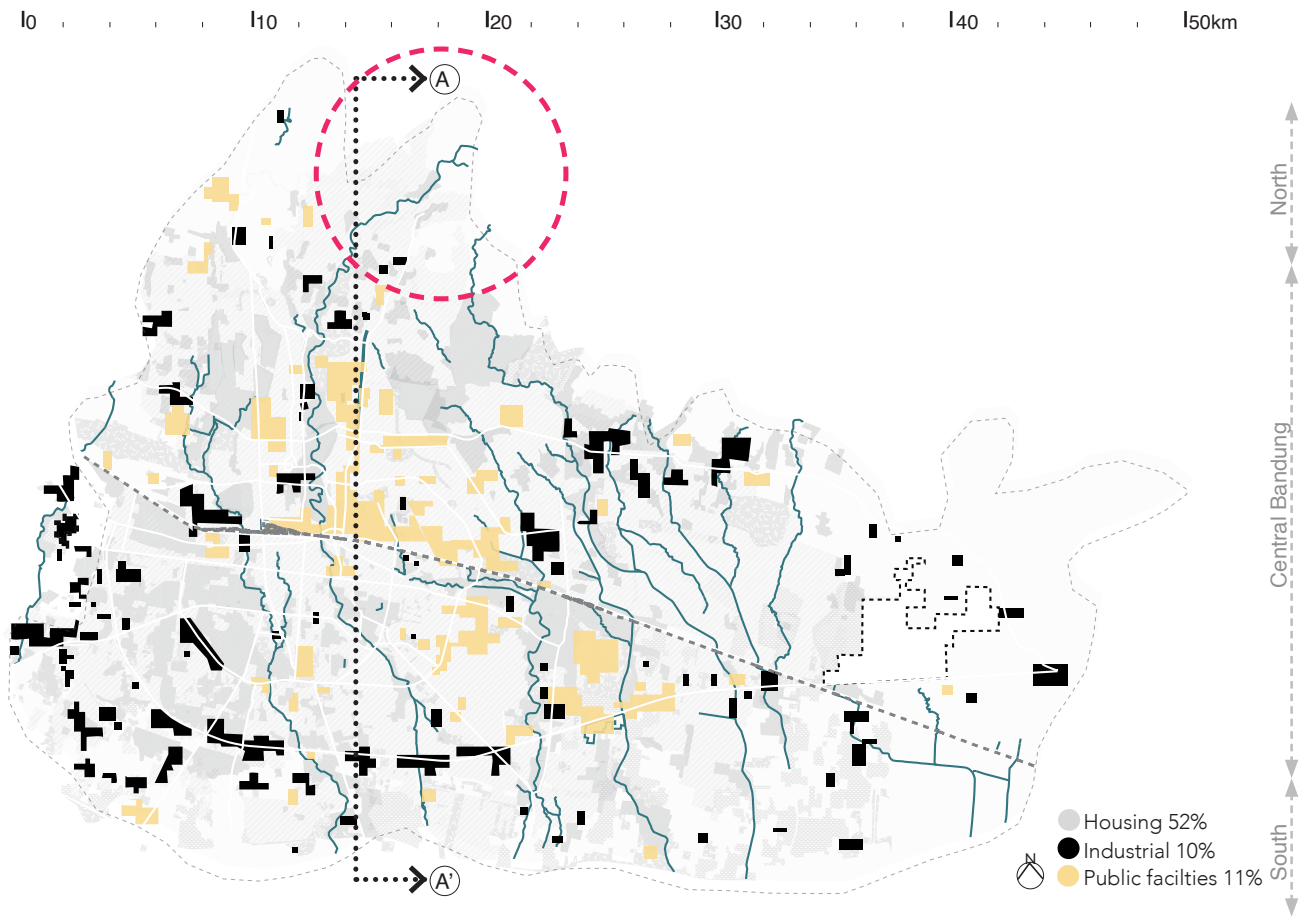 0 10 20 30 40 50km
A
North
Central Bandung
South
Housing 52%
Industrial 10%
Public facilties 11%
N
A'